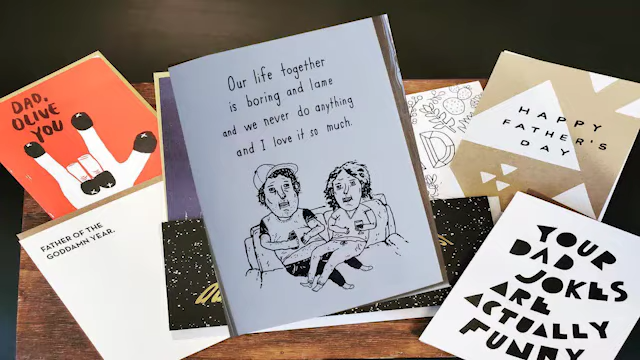 DAD,
OLIVE
YOU
Our life together
is boring and lame
and we never do anything
and I love it so much.
HAPPY
FATHER'S
DAY
FATHER OF THE
GODDAMN YEAR.
YOUR
DAD
JOKES
ARE
ACTUALLY
FUNNY